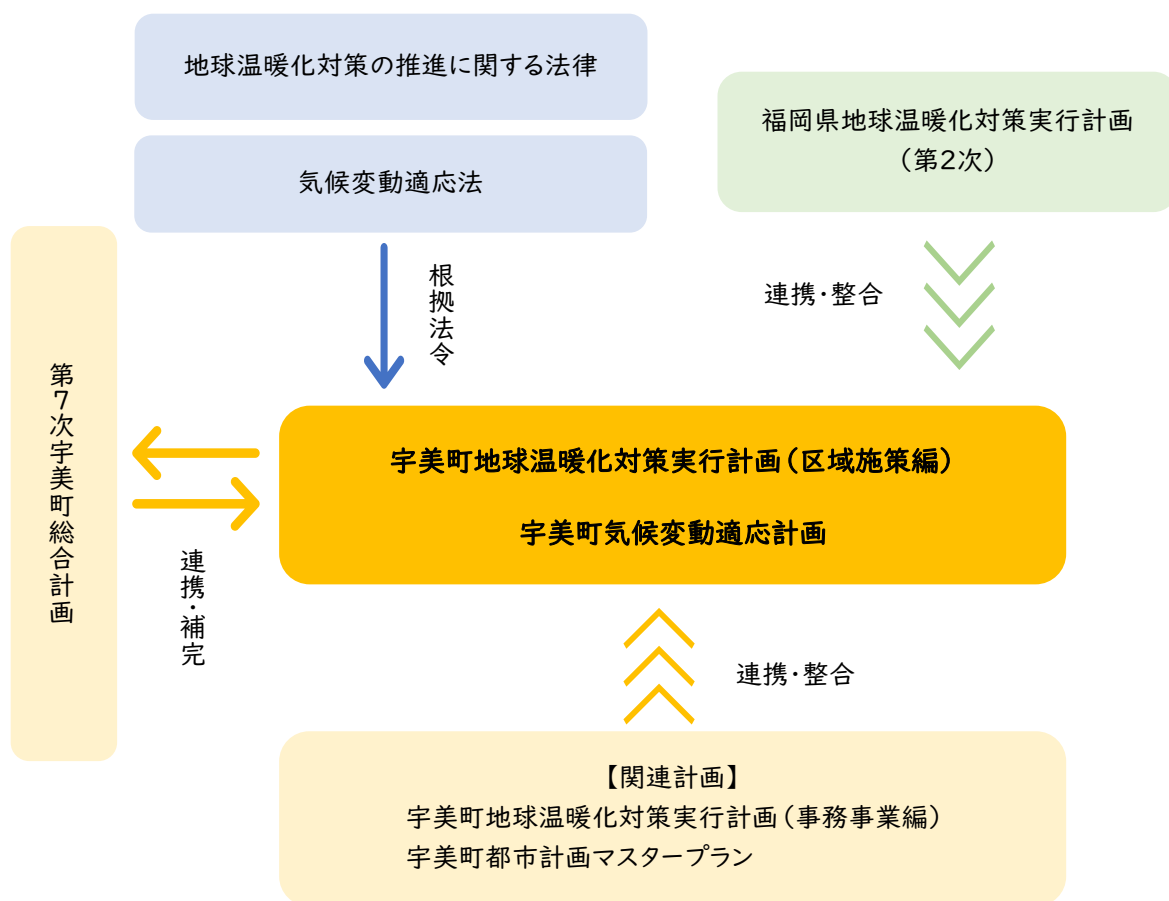 地球温暖化対策の推進に関する法律
気候変動適応法
福岡県地球温暖化対策実行計画
（第2次）
根拠法令
連携・整合
第7次宇美町総合計画
連携・補完
宇美町地球温暖化対策実行計画（区域施策編）
宇美町気候変動適応計画
連携・整合
【関連計画】
宇美町地球温暖化対策実行計画（事務事業編）
宇美町都市計画マスタープラン